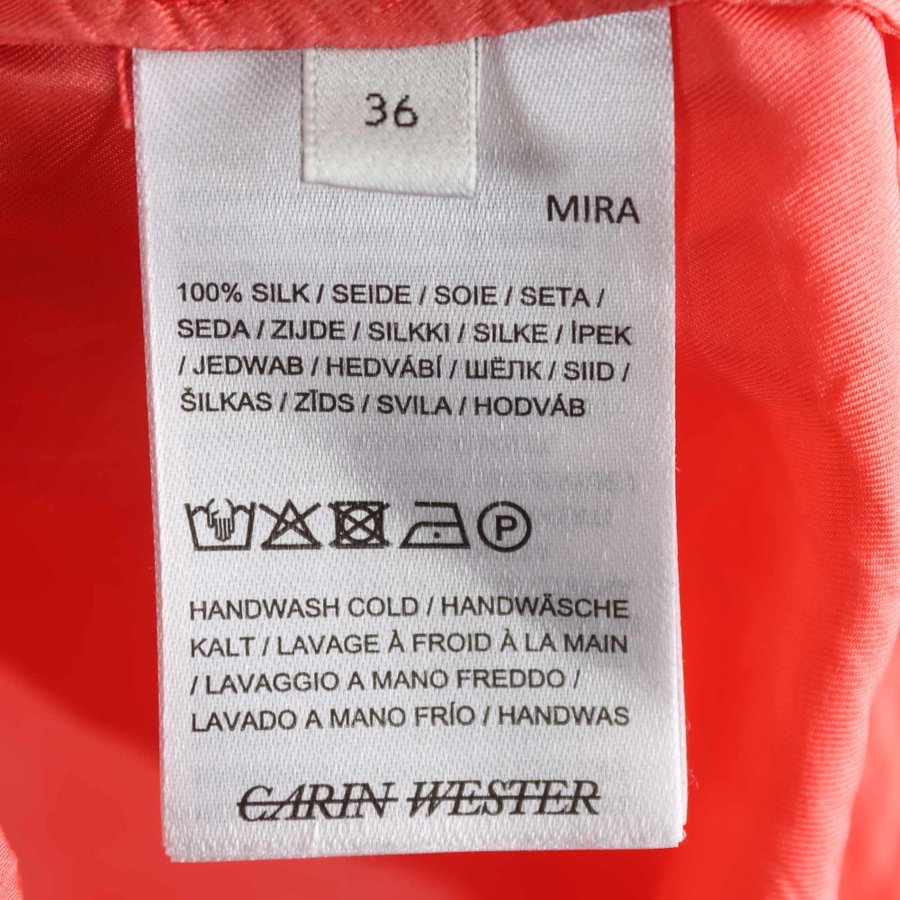 36
MIRA
100% SILK / SEIDE / SOIE / SETA /
SEDA / ZIJDE / SILKKI / SILKE / İPEK
/ JEDWAB / HEDVÁBÍ / ШЁЛК / SIID /
ŠILKAS / ZĪDS / SVILA / HODVÁB
P
HANDWASH COLD / HANDWÄSCHE
KALT / LAVAGE À FROID À LA MAIN
/ LAVAGGIO A MANO FREDDO /
LAVADO A MANO FRÍO / HANDWAS
CARIN WESTER